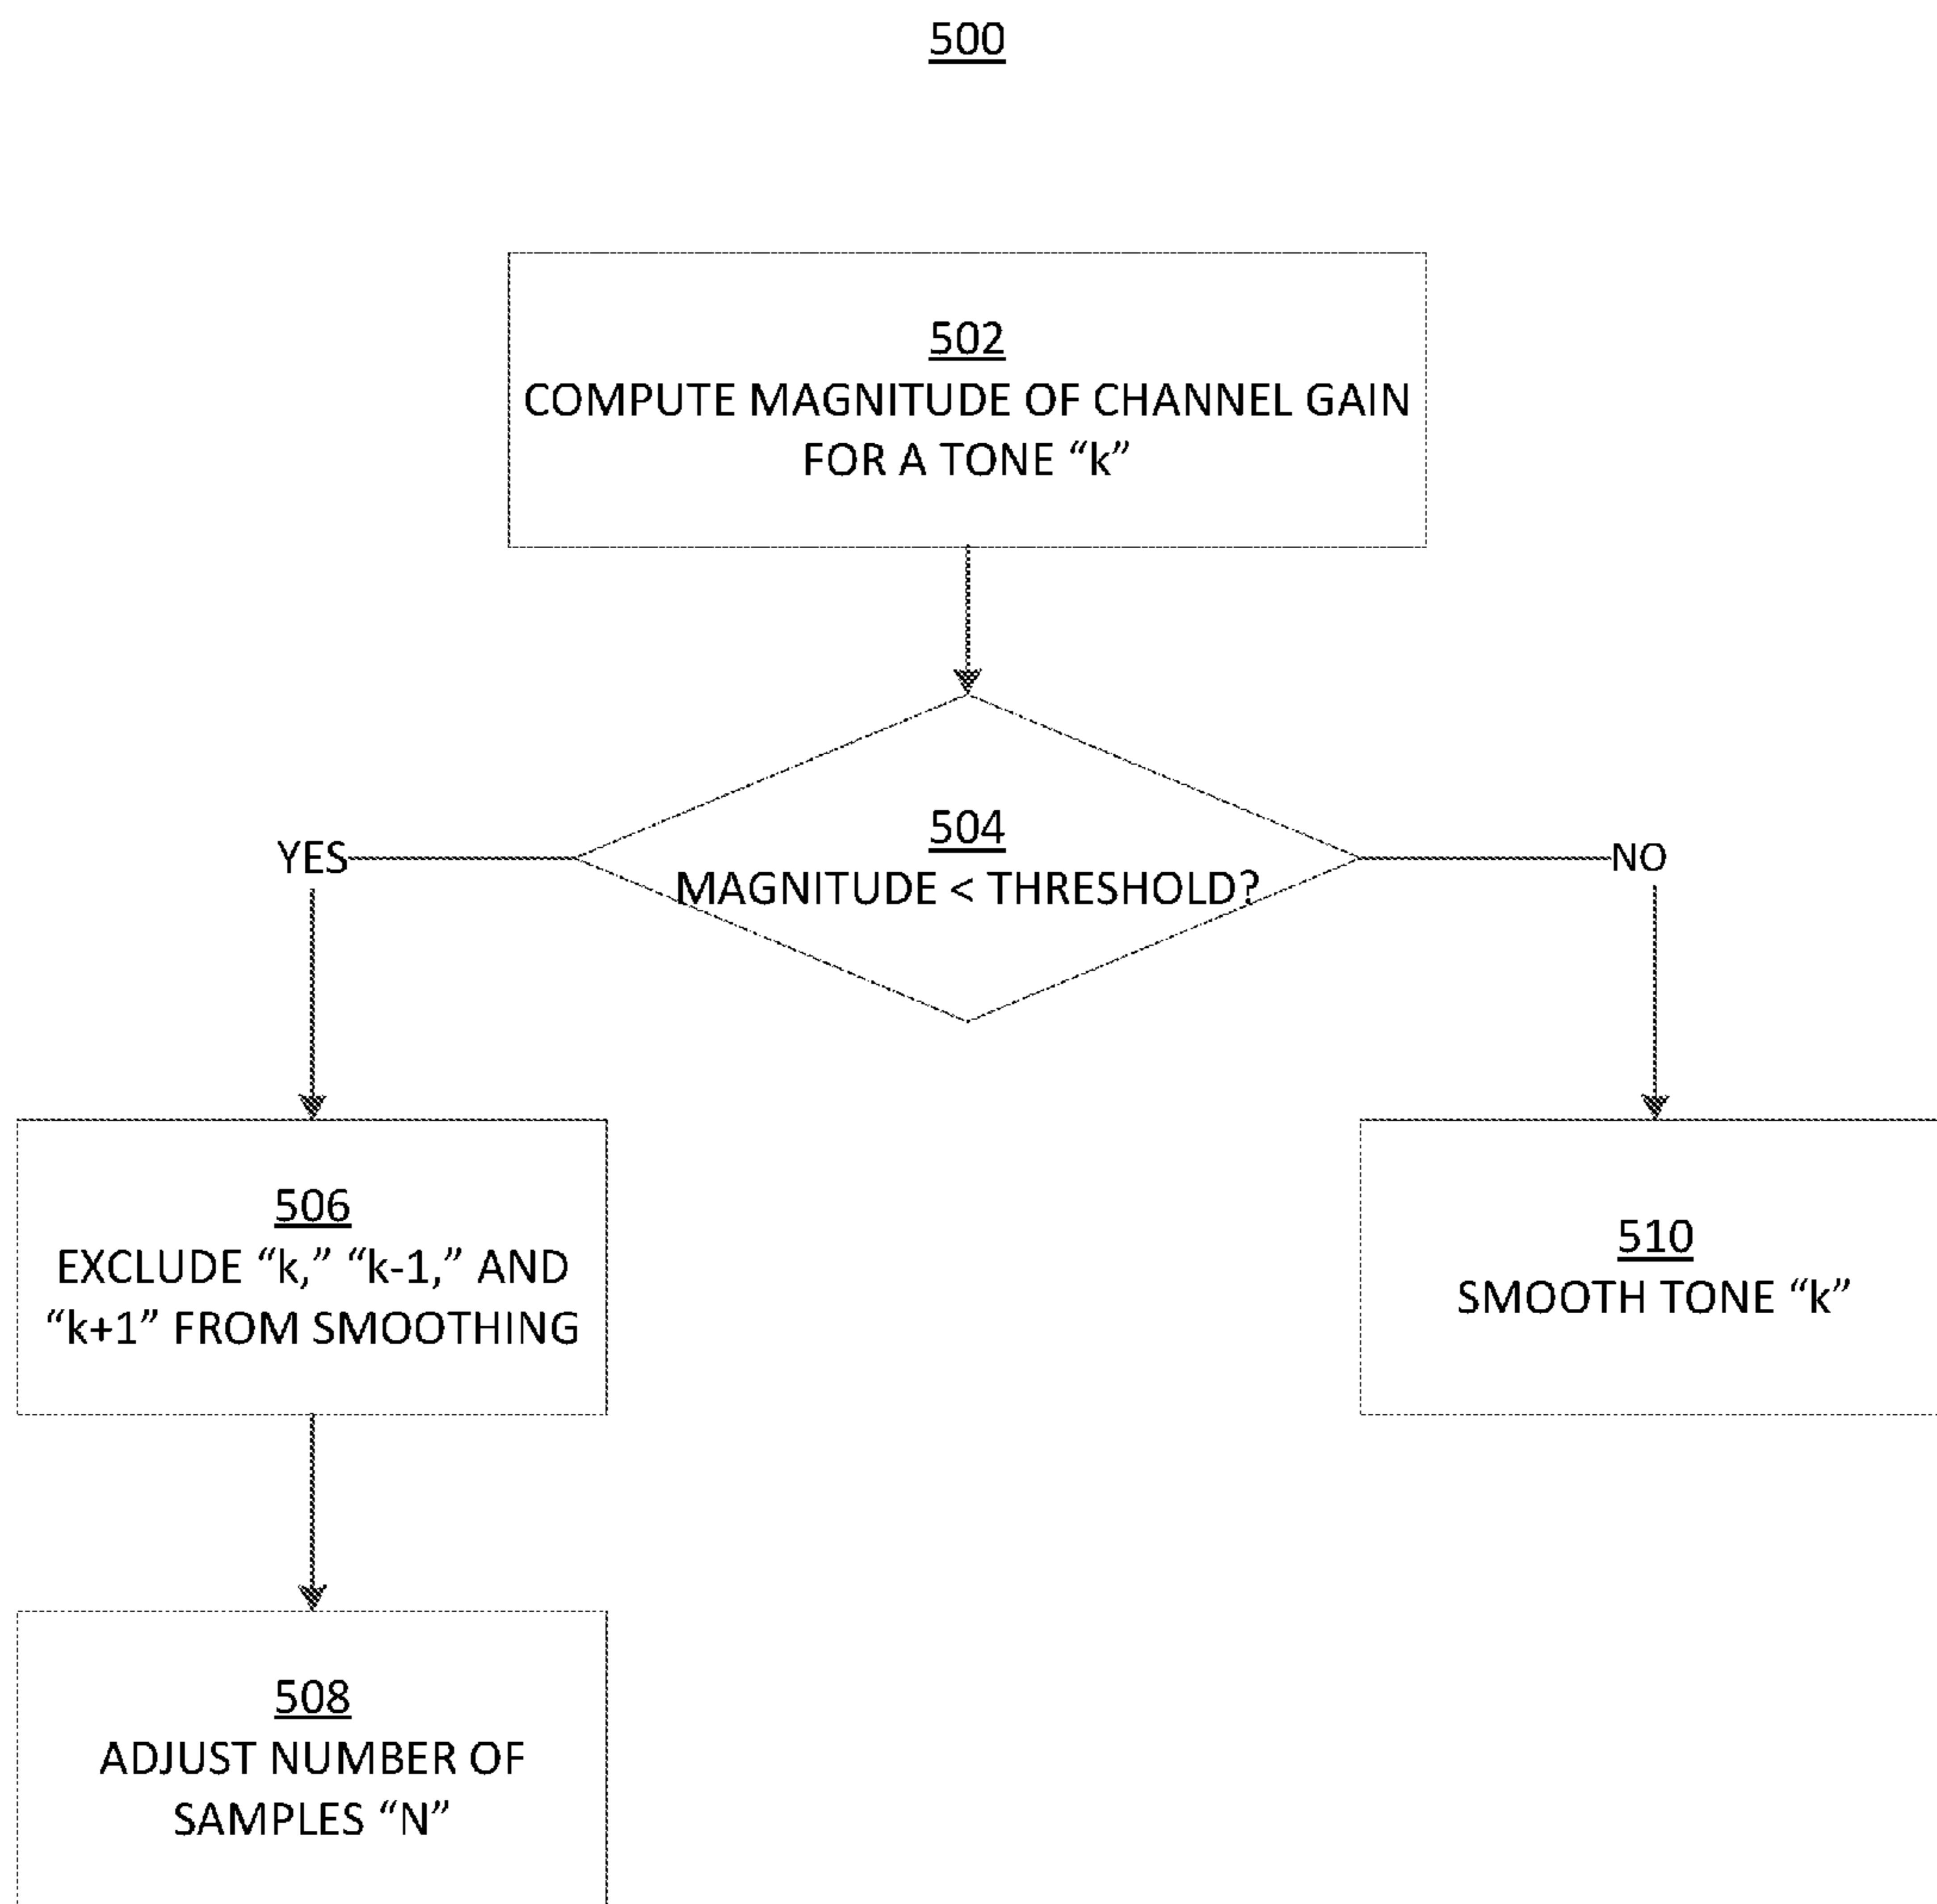 500
502
COMPUTE MAGNITUDE OF CHANNEL GAIN
FOR A TONE “k”
504
MAGNITUDE < THRESHOLD?
YES
NO
506
EXCLUDE “k,” “k-1,” AND
“k+1” FROM SMOOTHING
510
SMOOTH TONE “k”
508
ADJUST NUMBER OF
SAMPLES “N”